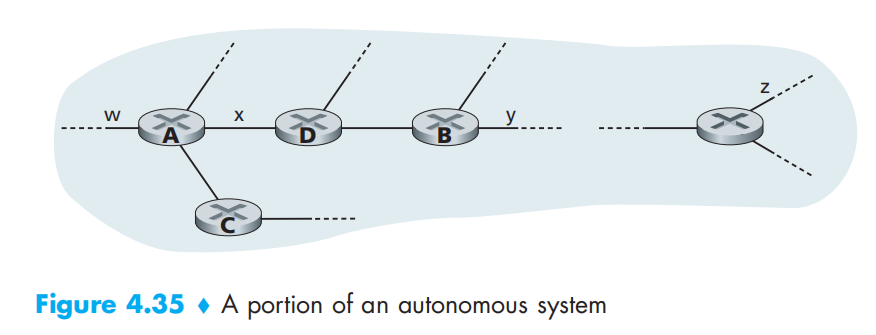 z
w
x
y
A
D
B
C
Figure 4.35 ♦ A portion of an autonomous system